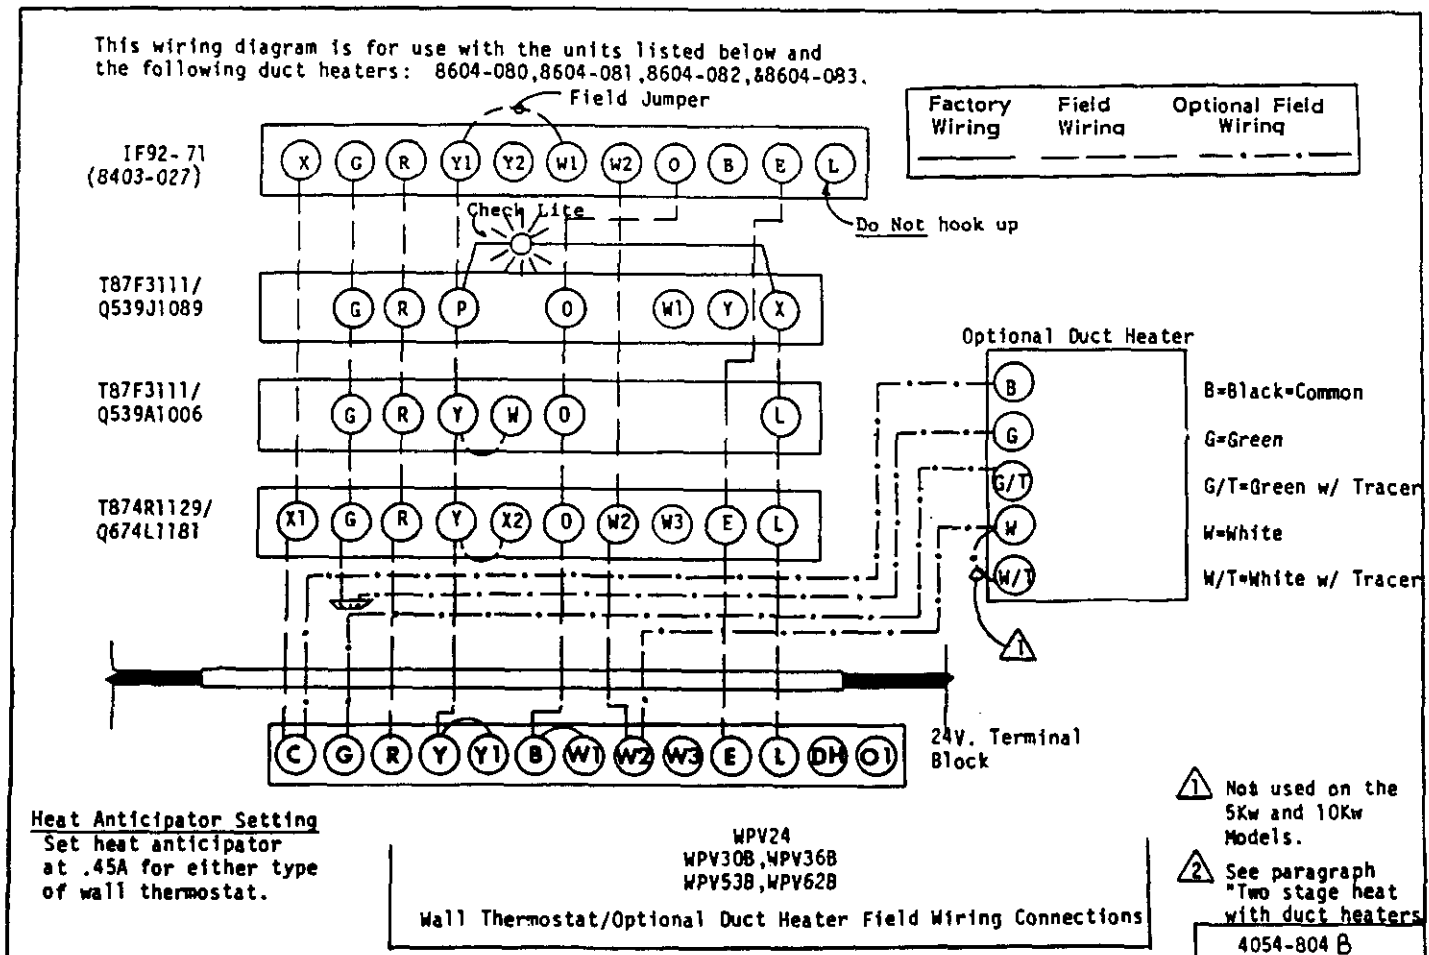 This wiring diagram is for use with the units listed below and
the following duct heaters: 8604-080,8604-081,8604-082,&8604-083.
Field Jumper
Factory Wiring
Field Wiring
Optional Field Wiring
IF92-71
(8403-027)
X G R Y1 Y2 W1 W2 O B E L
Check Lite
Do Not hook up
T87F3111/
Q539J1089
G R P O W1 Y X
Optional Duct Heater
T87F3111/
Q539A1006
G R Y W O L
B
G
G/T
W
W/T
B=Black=Common
G=Green
G/T=Green w/ Tracer
W=White
W/T=White w/ Tracer
T874R1129/
Q674L1181
X1 G R Y X2 O W2 W3 E L
1
C G R Y Y1 B W1 W2 W3 E L DH O1
24V. Terminal
Block
Heat Anticipator Setting
Set heat anticipator
at .45A for either type
of wall thermostat.
WPV24
WPV30B,WPV36B
WPV53B,WPV62B
Wall Thermostat/Optional Duct Heater Field Wiring Connections
1 Not used on the
5Kw and 10Kw
Models.
2 See paragraph
"Two stage heat
with duct heaters
4054-804 B